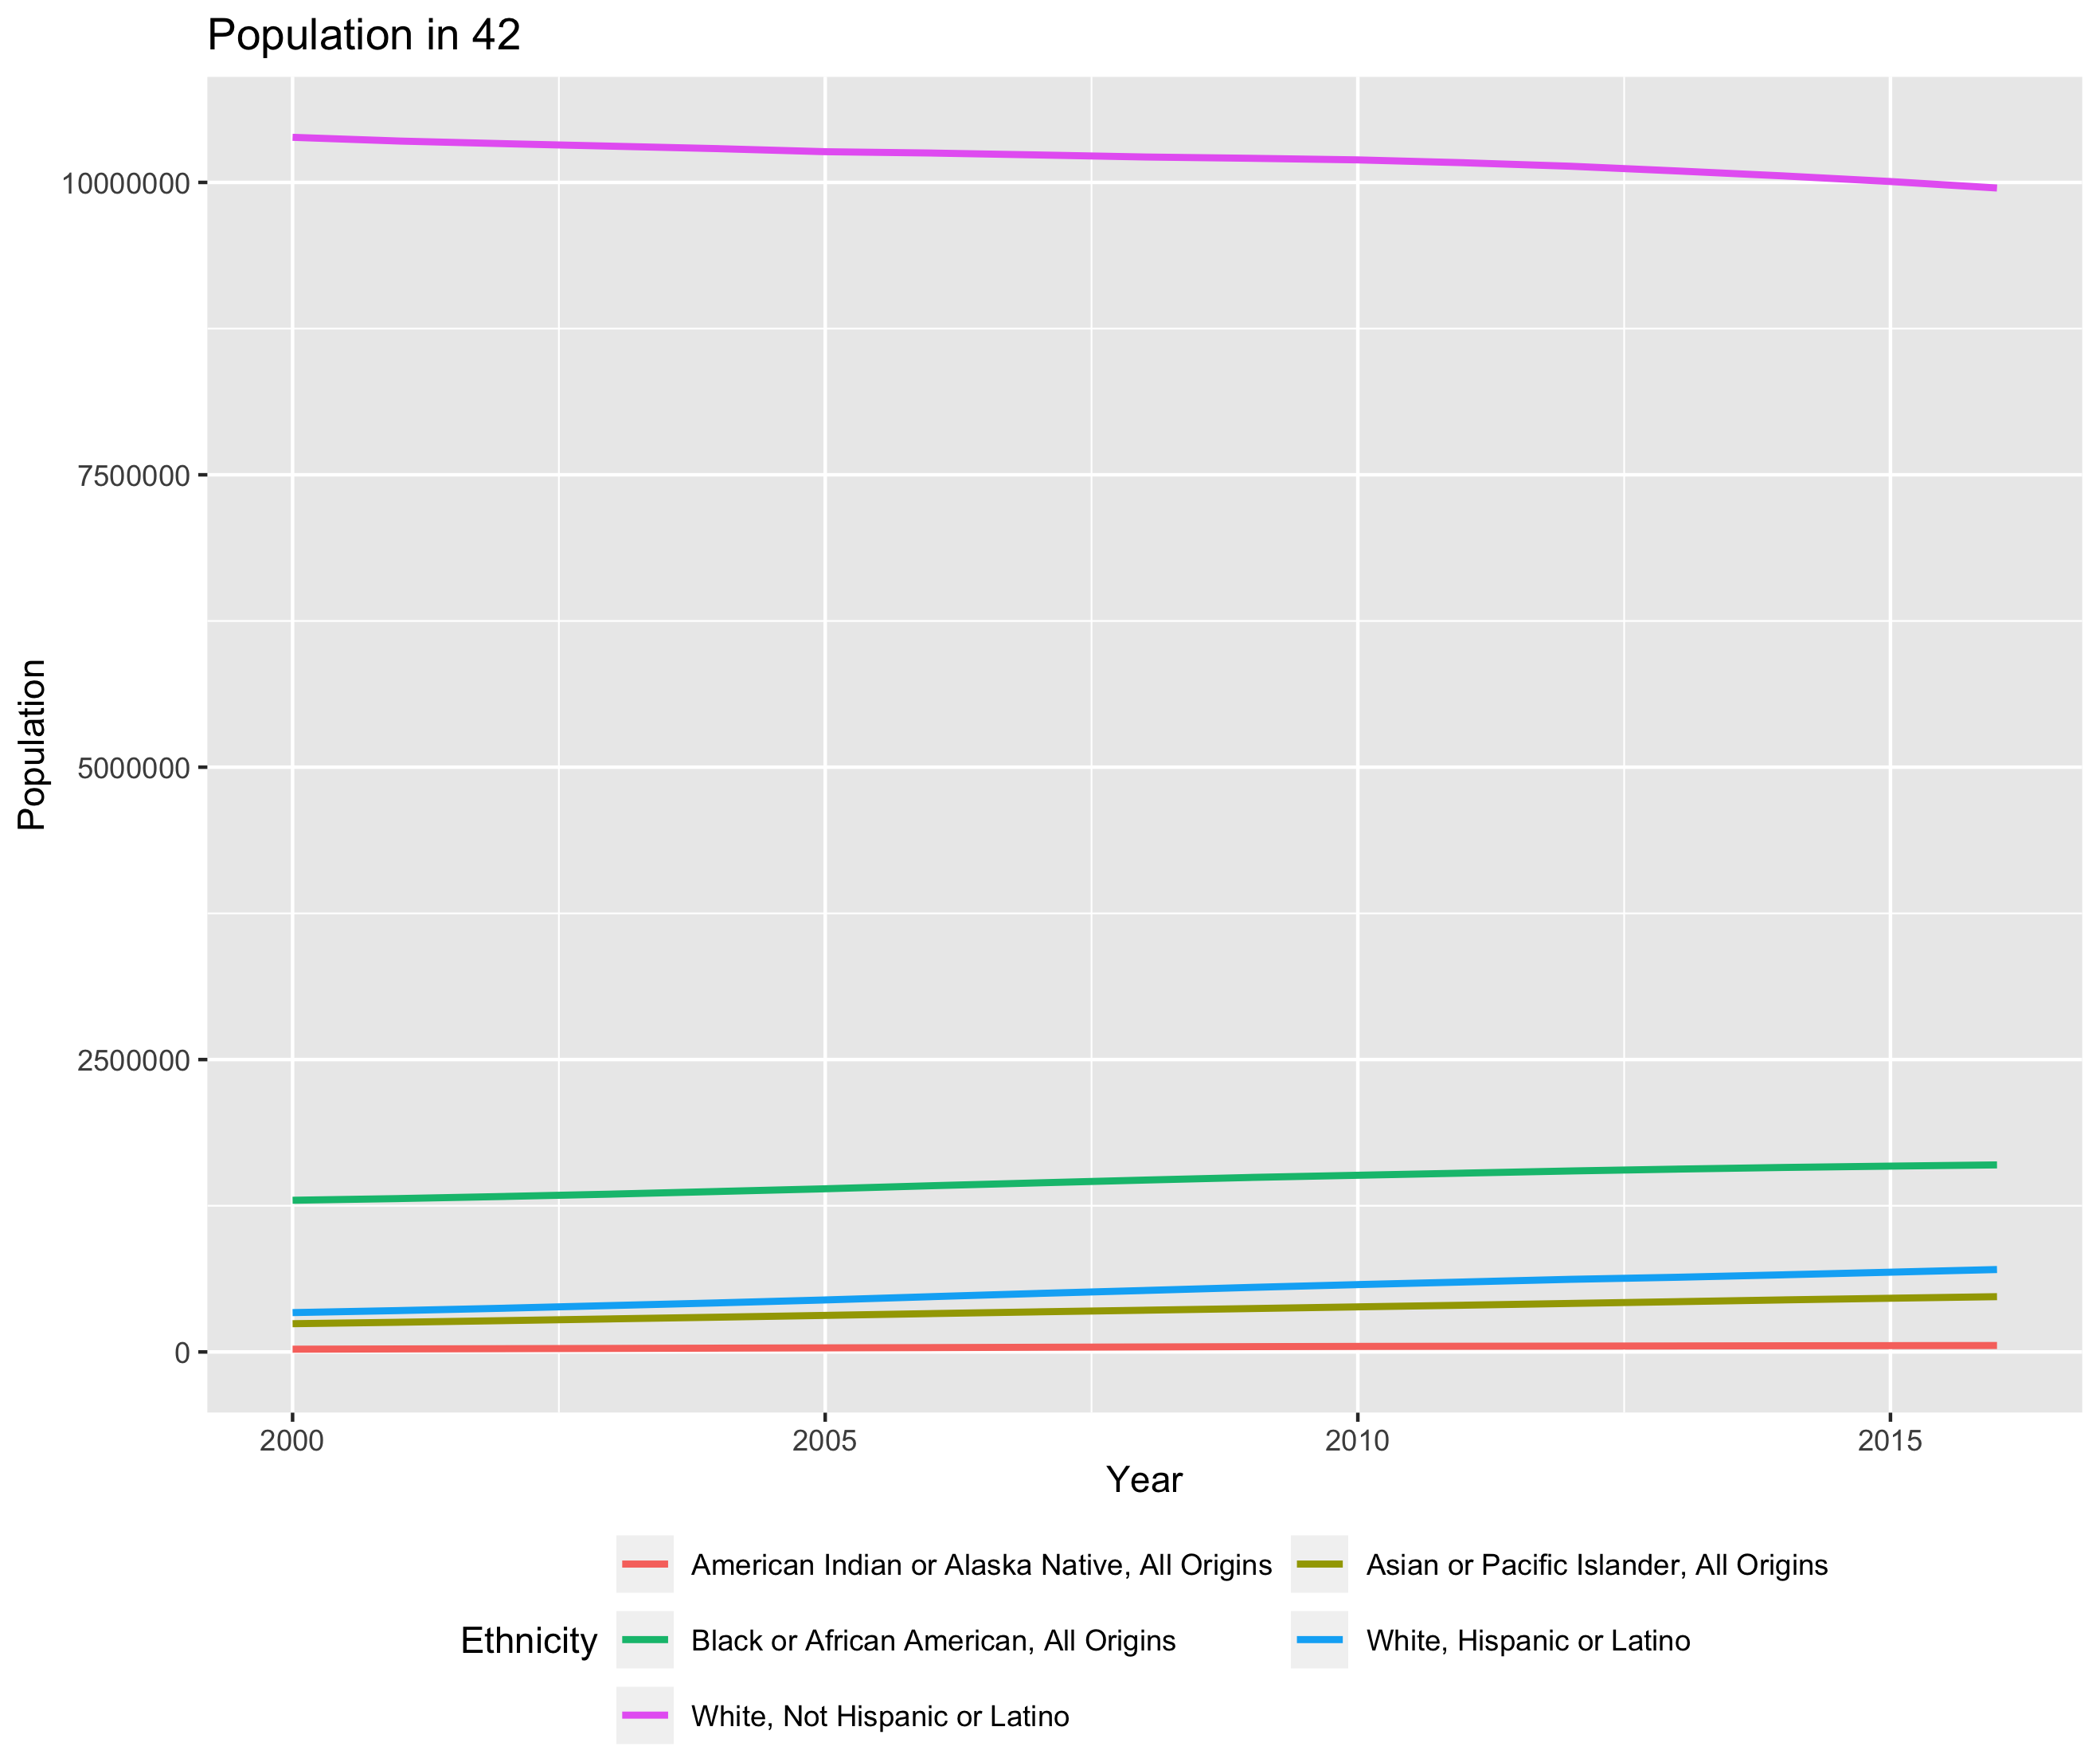 Population in 42
Population
10000000
7500000
5000000
2500000
0
2000 2005 2010 2015
Year
Ethnicity
American Indian or Alaska Native, All Origins
Asian or Pacific Islander, All Origins
Black or African American, All Origins
White, Hispanic or Latino
White, Not Hispanic or Latino